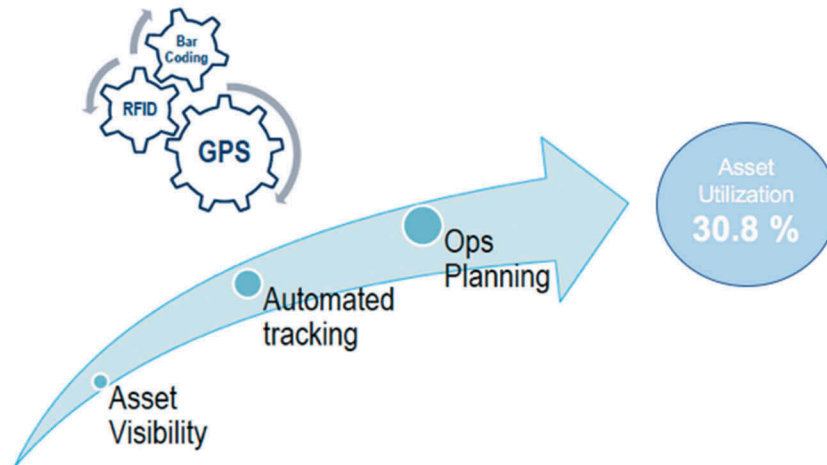 Bar
Coding
RFID
GPS
Asset
Utilization
30.8 %
Ops
Planning
Automated
tracking
Asset
Visibility